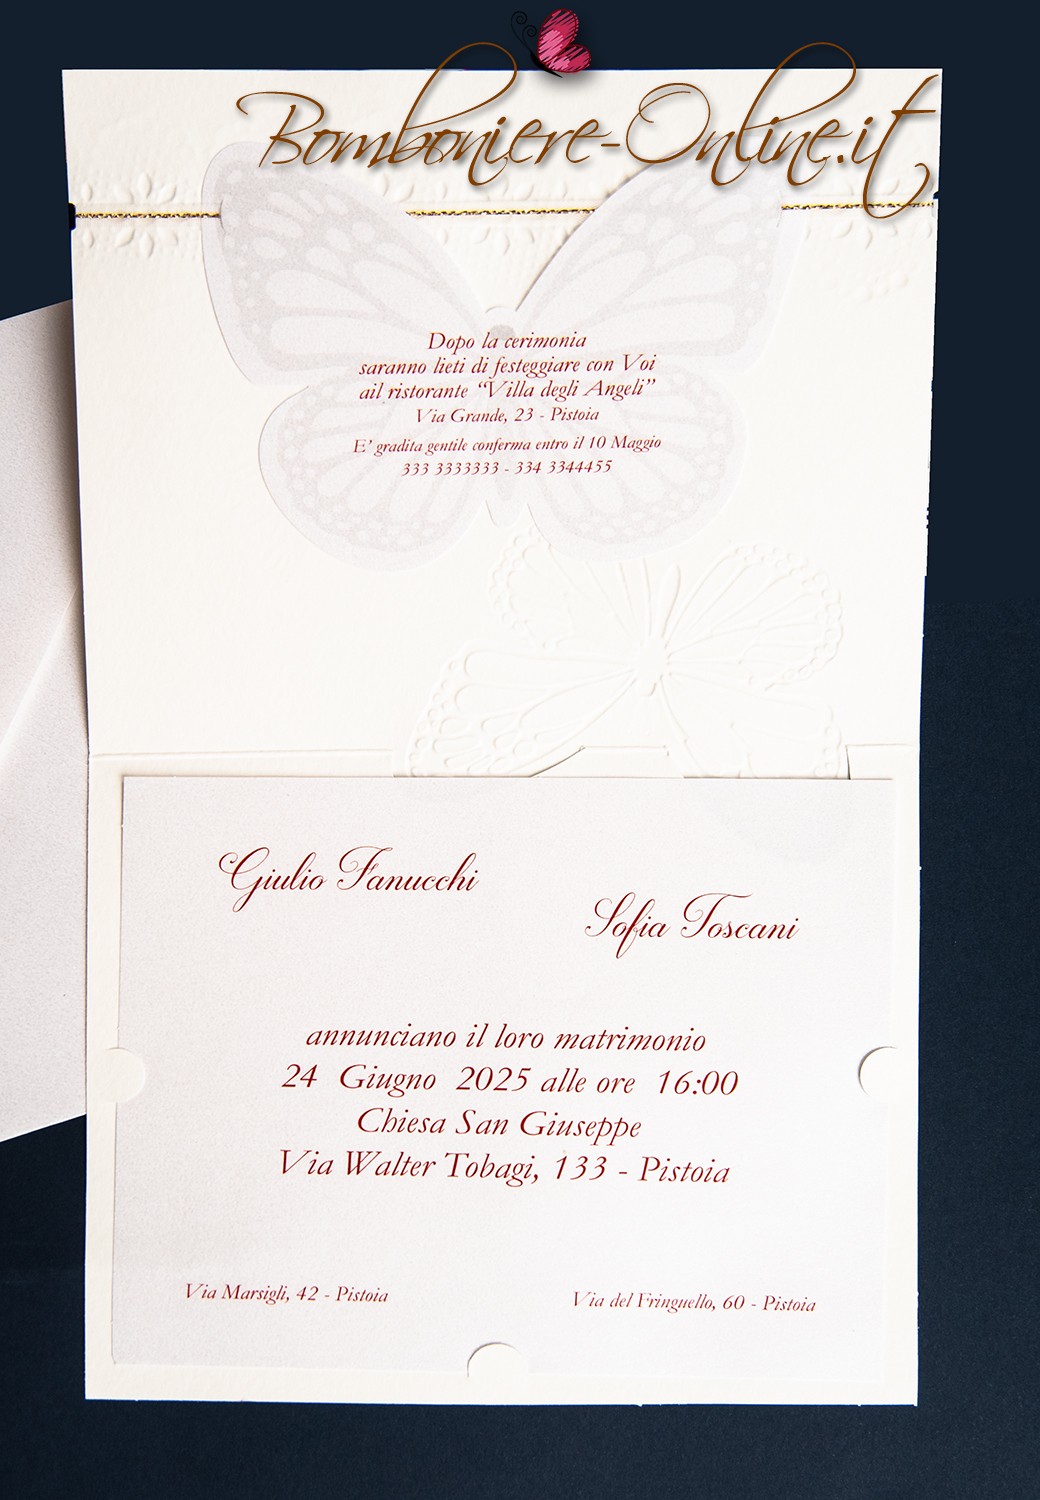 Bomboniere-Online.it
Dopo la cerimonia
saranno lieti di festeggiare con Voi
ail ristorante “Villa degli Angeli”
Via Grande, 23 - Pistoia
E' gradita gentile conferma entro il 10 Maggio
333 3333333 - 334 3344455
Giulio Fanucchi
Sofia Toscani
annunciano il loro matrimonio
24 Giugno 2025 alle ore 16:00
Chiesa San Giuseppe
Via Walter Tobagi, 133 - Pistoia
Via Marsigli, 42 - Pistoia
Via del Fringuello, 60 - Pistoia